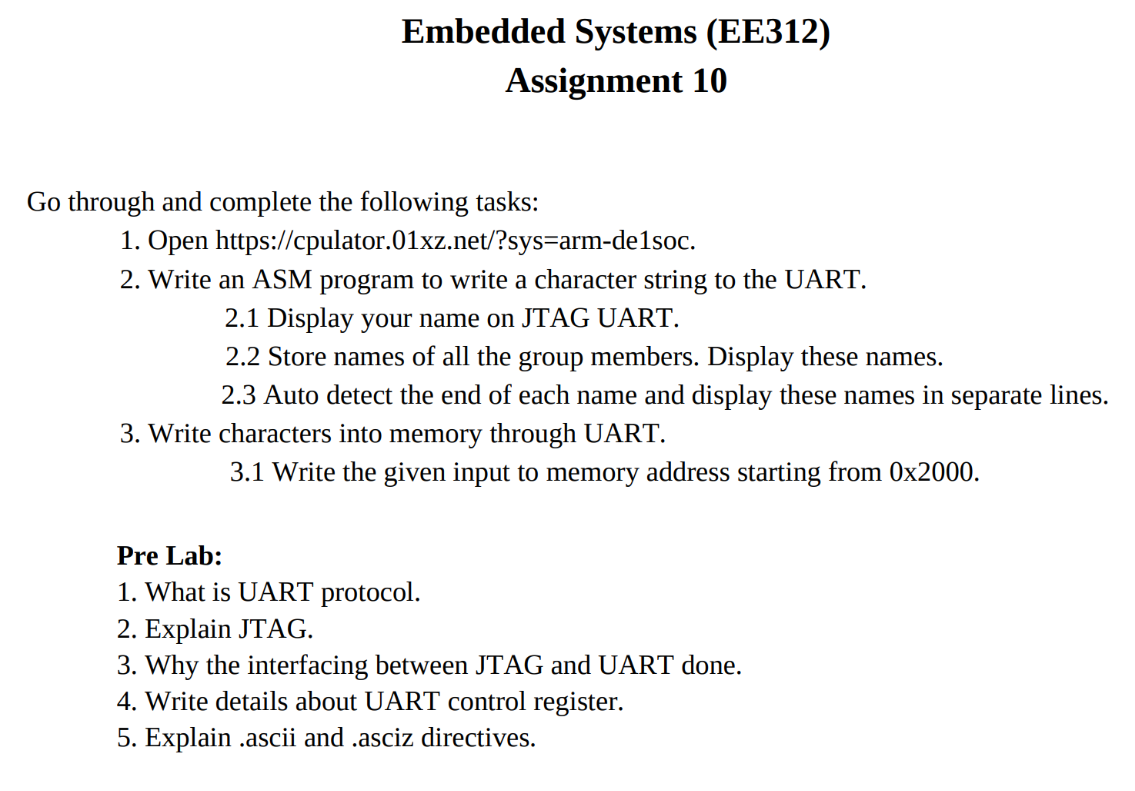 Embedded Systems (EE312)
Assignment 10
Go through and complete the following tasks:
1. Open https://cpulator.01xz.net/?sys=arm-de1soc.
2. Write an ASM program to write a character string to the UART.
2.1 Display your name on JTAG UART.
2.2 Store names of all the group members. Display these names.
2.3 Auto detect the end of each name and display these names in separate lines.
3. Write characters into memory through UART.
3.1 Write the given input to memory address starting from 0x2000.
Pre Lab:
1. What is UART protocol.
2. Explain JTAG.
3. Why the interfacing between JTAG and UART done.
4. Write details about UART control register.
5. Explain .ascii and .asciz directives.